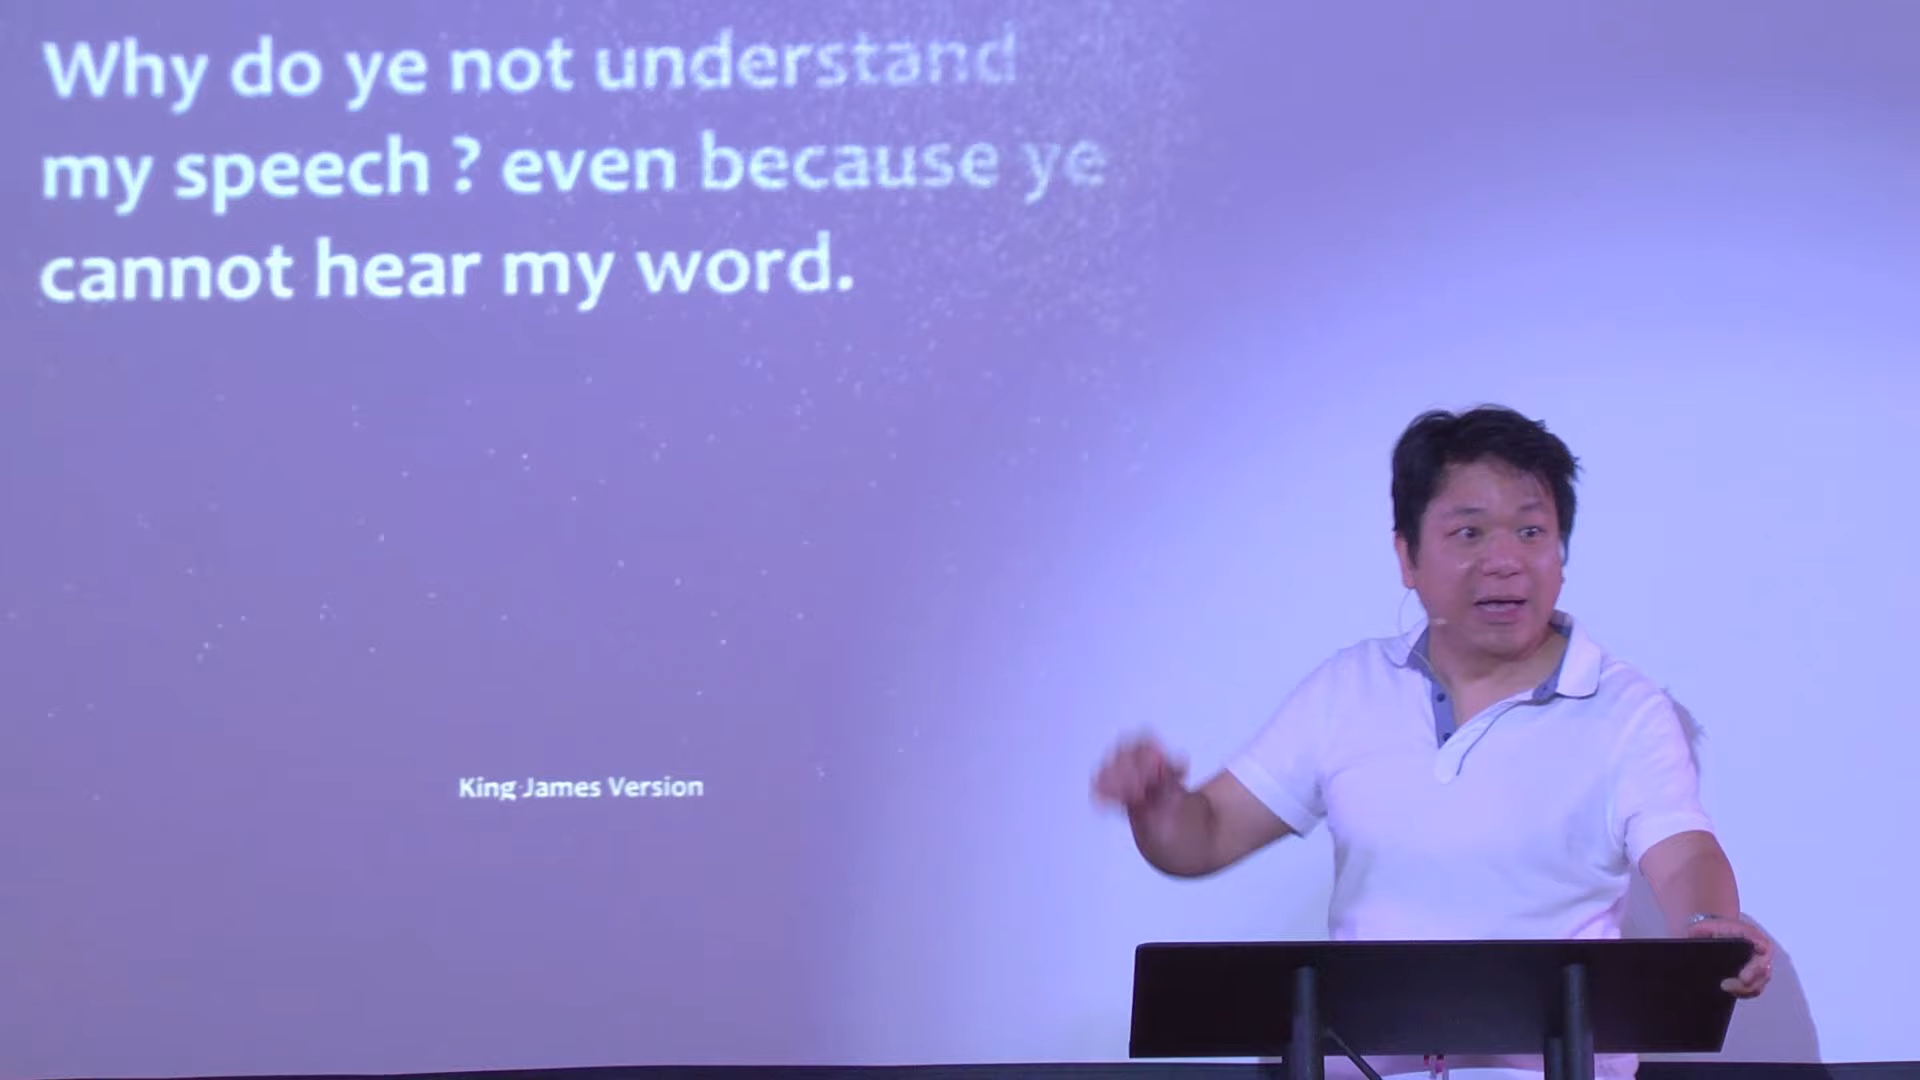 Why do ye not understand
my speech ? even because ye
cannot hear my word.
King James Version